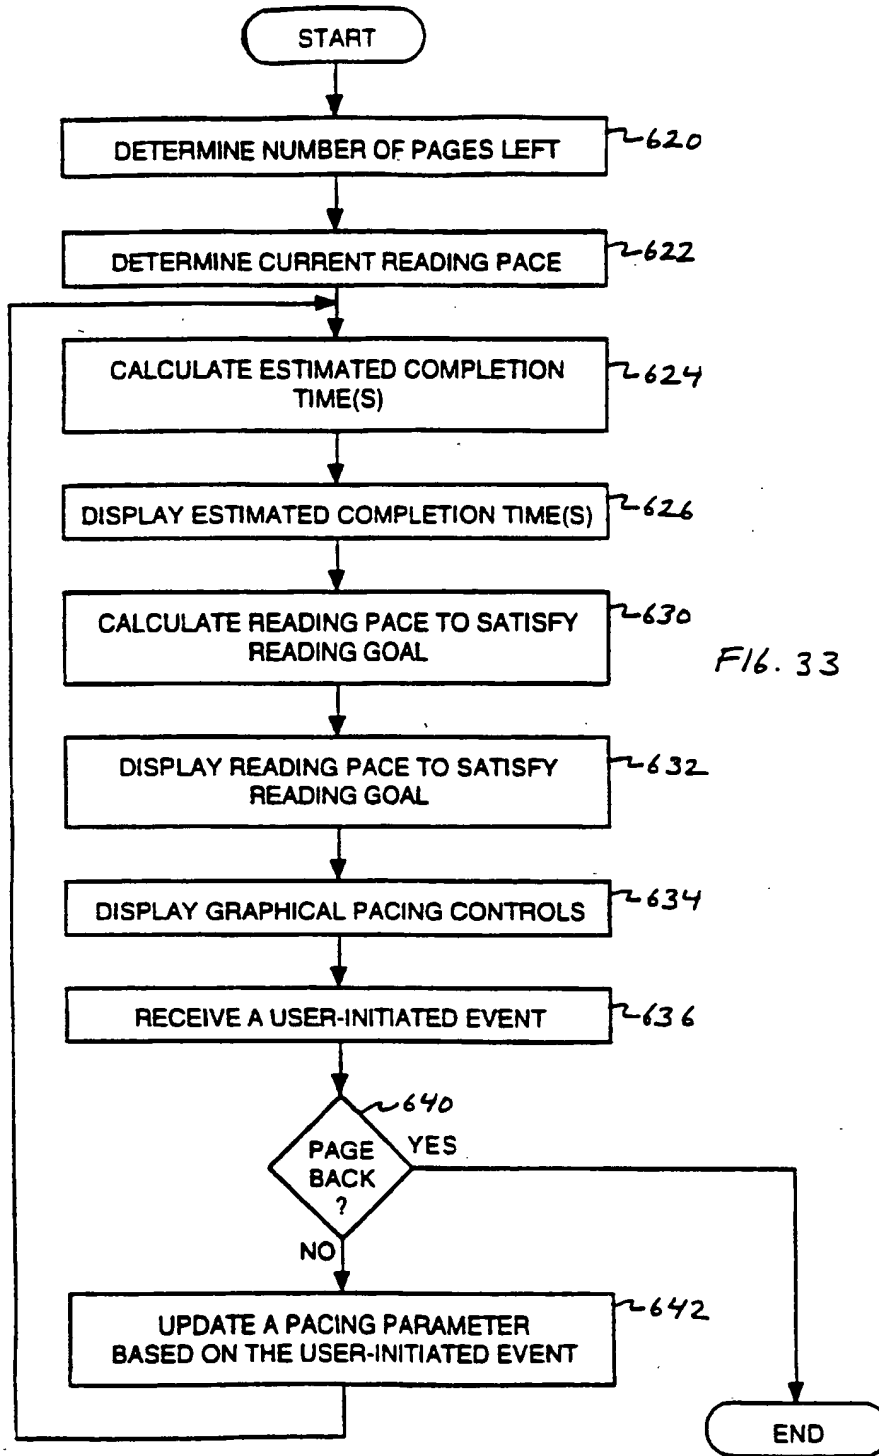 START
DETERMINE NUMBER OF PAGES LEFT
620
DETERMINE CURRENT READING PACE
622
CALCULATE ESTIMATED COMPLETION
TIME(S)
624
DISPLAY ESTIMATED COMPLETION TIME(S)
626
CALCULATE READING PACE TO SATISFY
READING GOAL
630
FIG. 33
DISPLAY READING PACE TO SATISFY
READING GOAL
632
DISPLAY GRAPHICAL PACING CONTROLS
634
RECEIVE A USER-INITIATED EVENT
636
640
PAGE
BACK
?
YES
NO
UPDATE A PACING PARAMETER
BASED ON THE USER-INITIATED EVENT
642
END